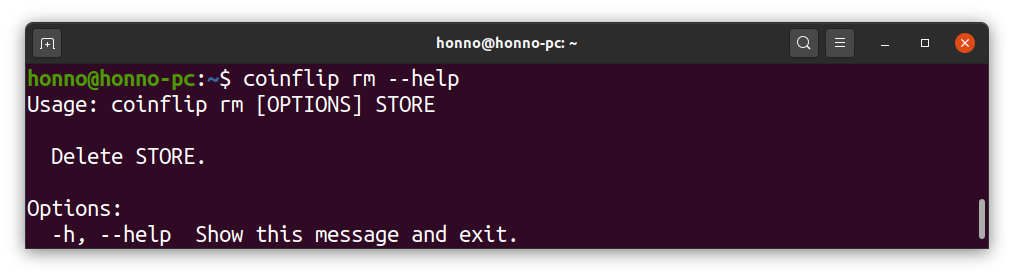 honno@honno-pc: ~
honno@honno-pc:~$ coinflip rm --help
Usage: coinflip rm [OPTIONS] STORE
Delete STORE.
Options:
-h, --help  Show this message and exit.